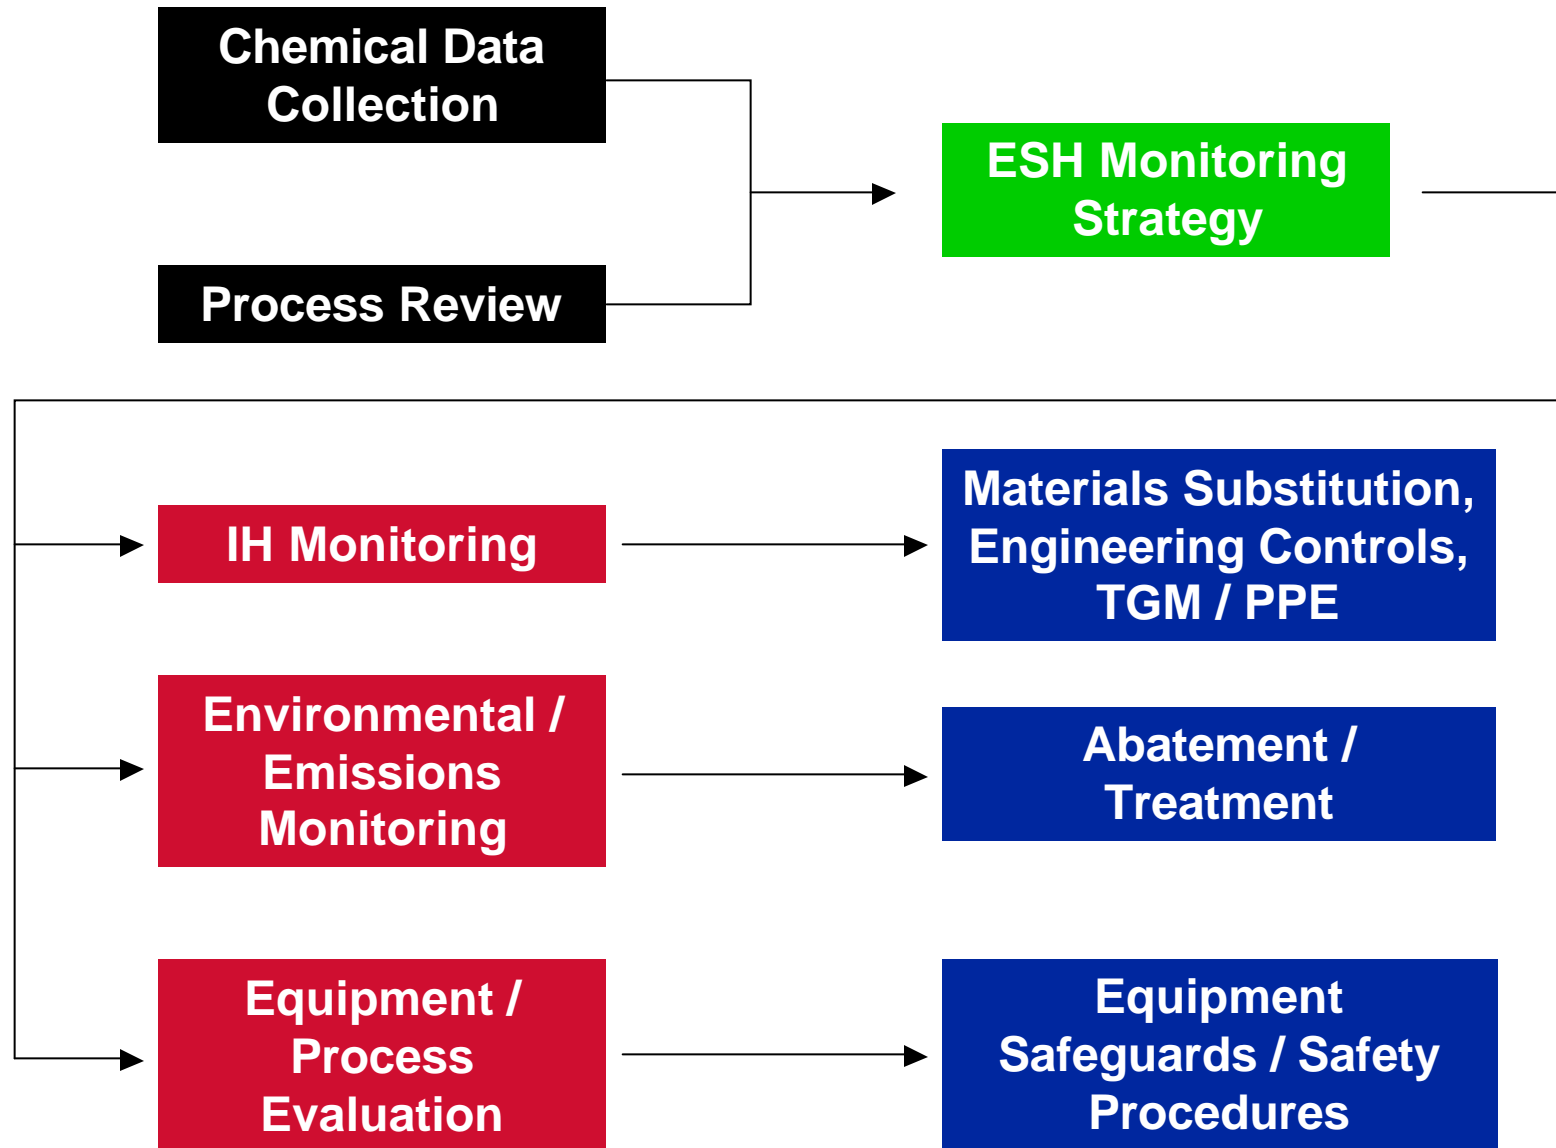 Chemical Data
Collection
ESH Monitoring
Strategy
Process Review
IH Monitoring
Materials Substitution,
Engineering Controls,
TGM / PPE
Environmental /
Emissions
Monitoring
Abatement /
Treatment
Equipment /
Process
Evaluation
Equipment
Safeguards / Safety
Procedures